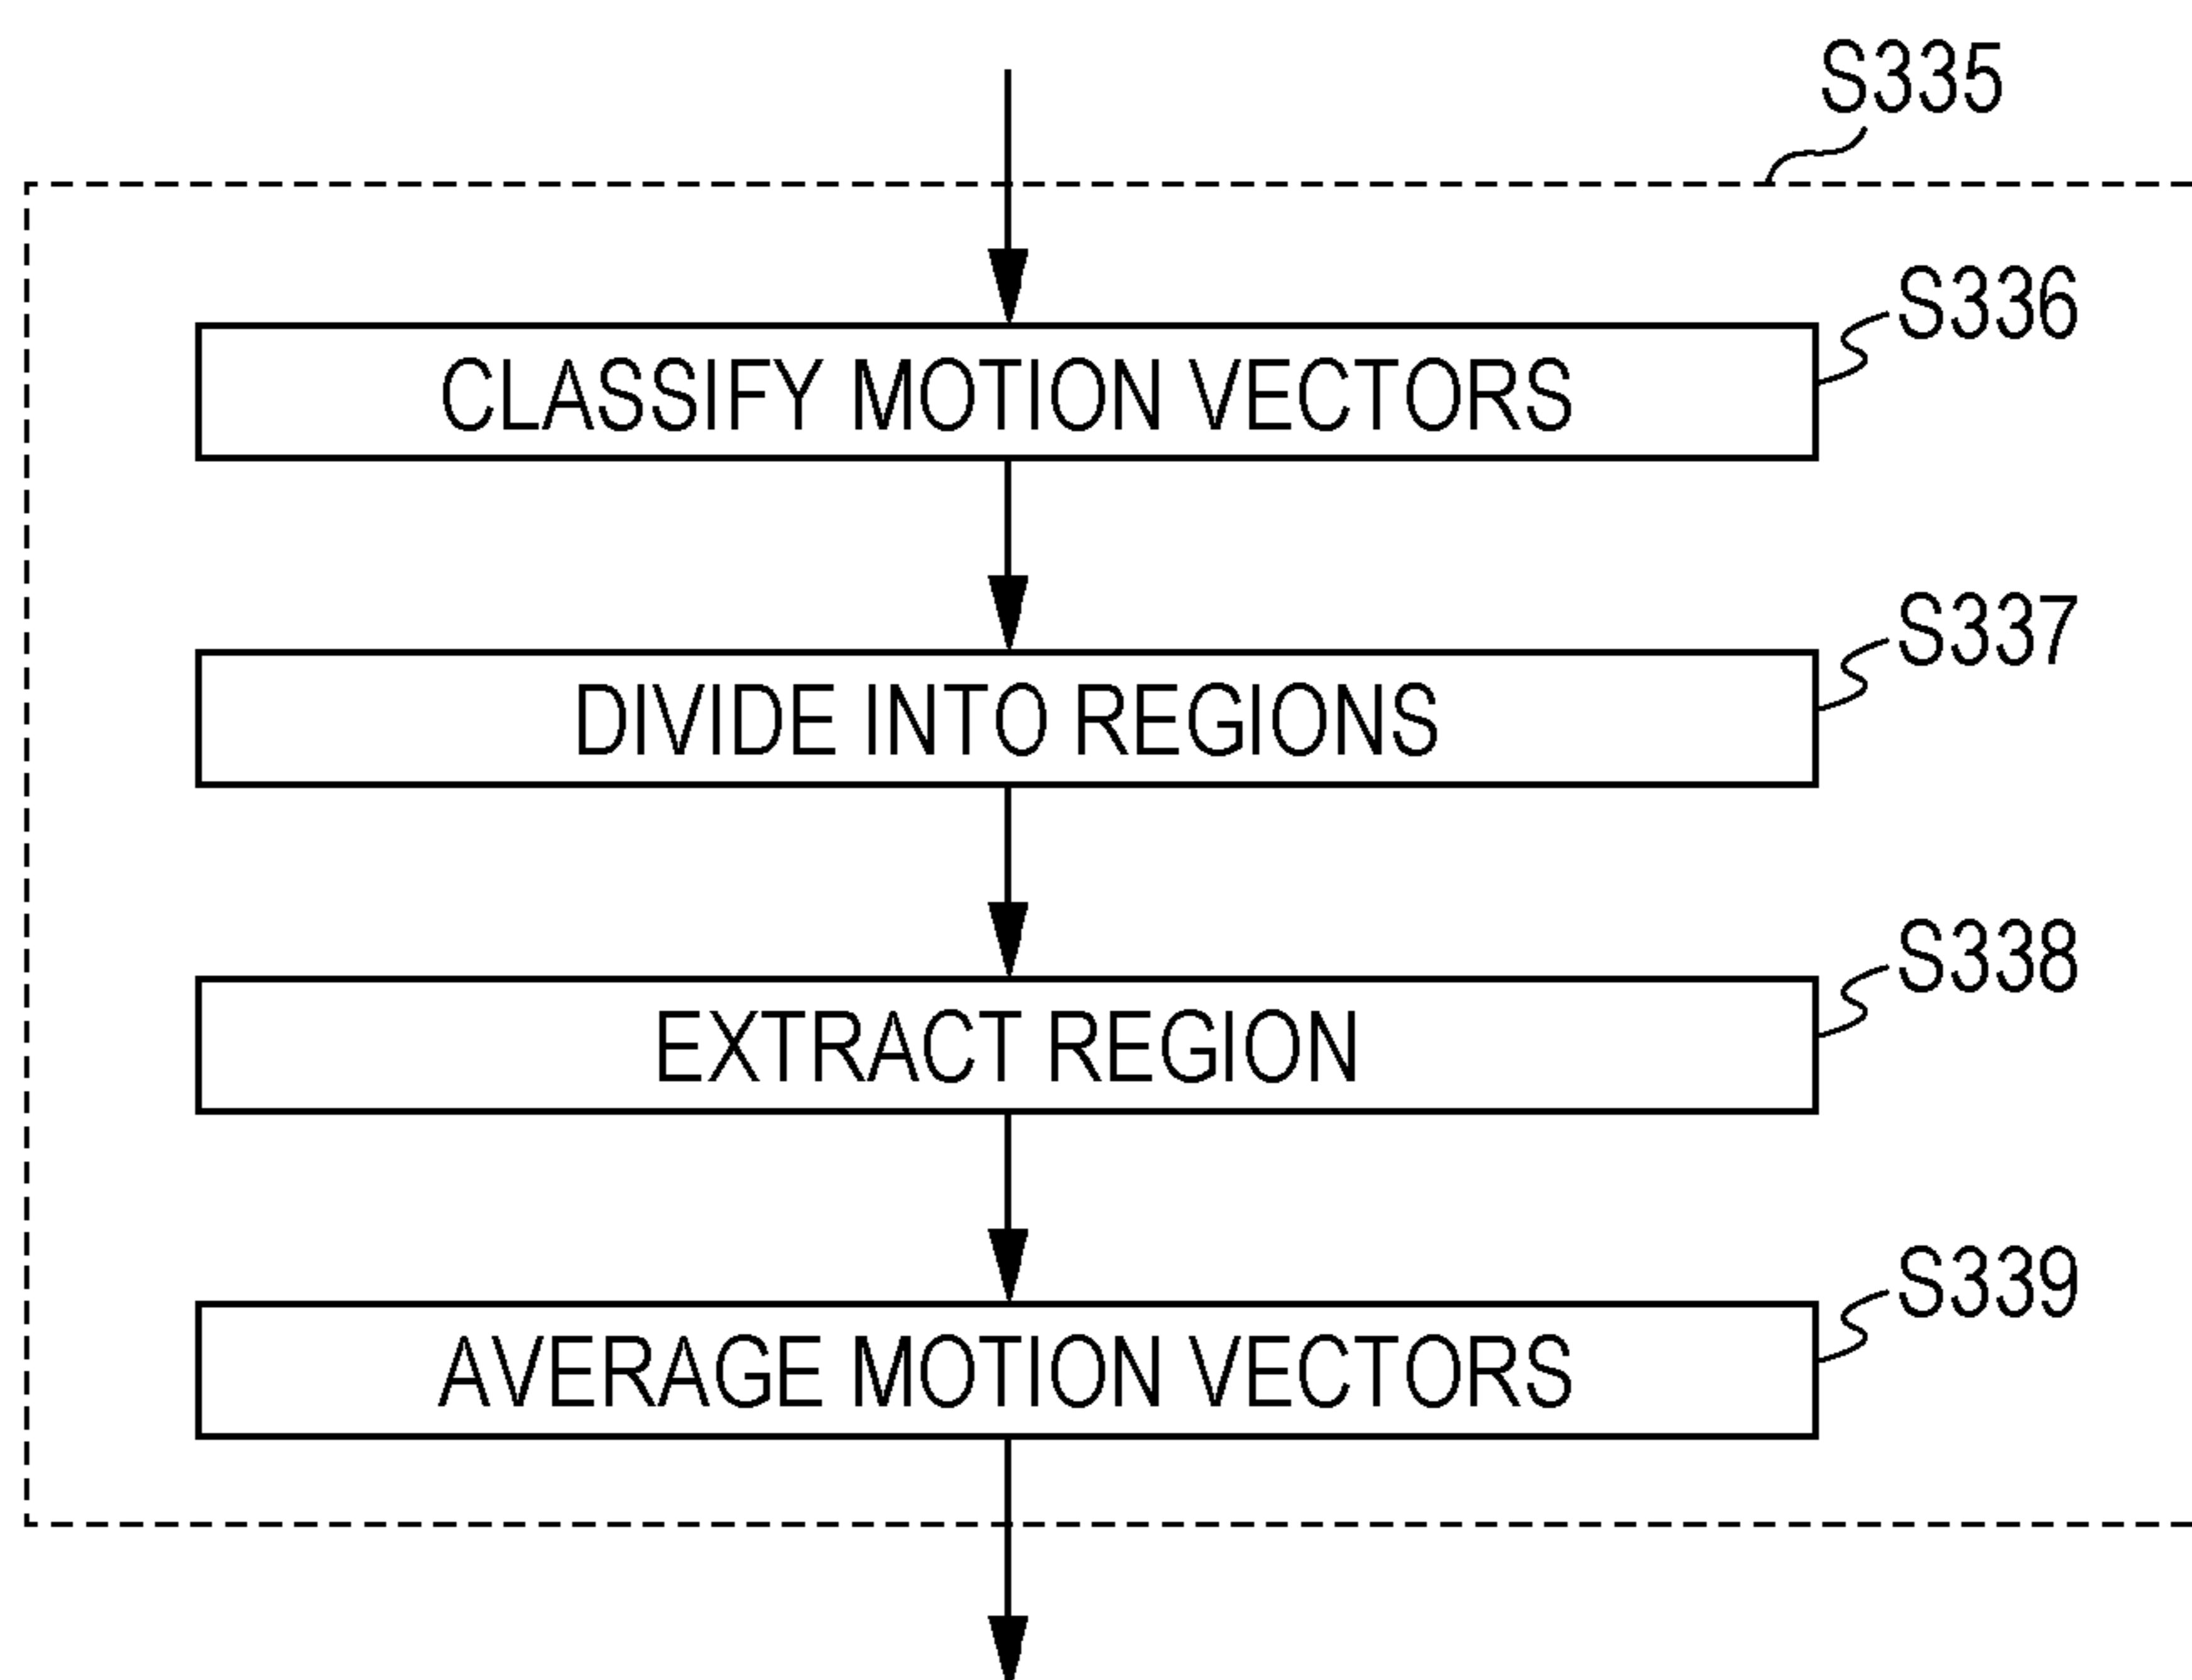 S335
S336
CLASSIFY MOTION VECTORS
S337
DIVIDE INTO REGIONS
S338
EXTRACT REGION
S339
AVERAGE MOTION VECTORS